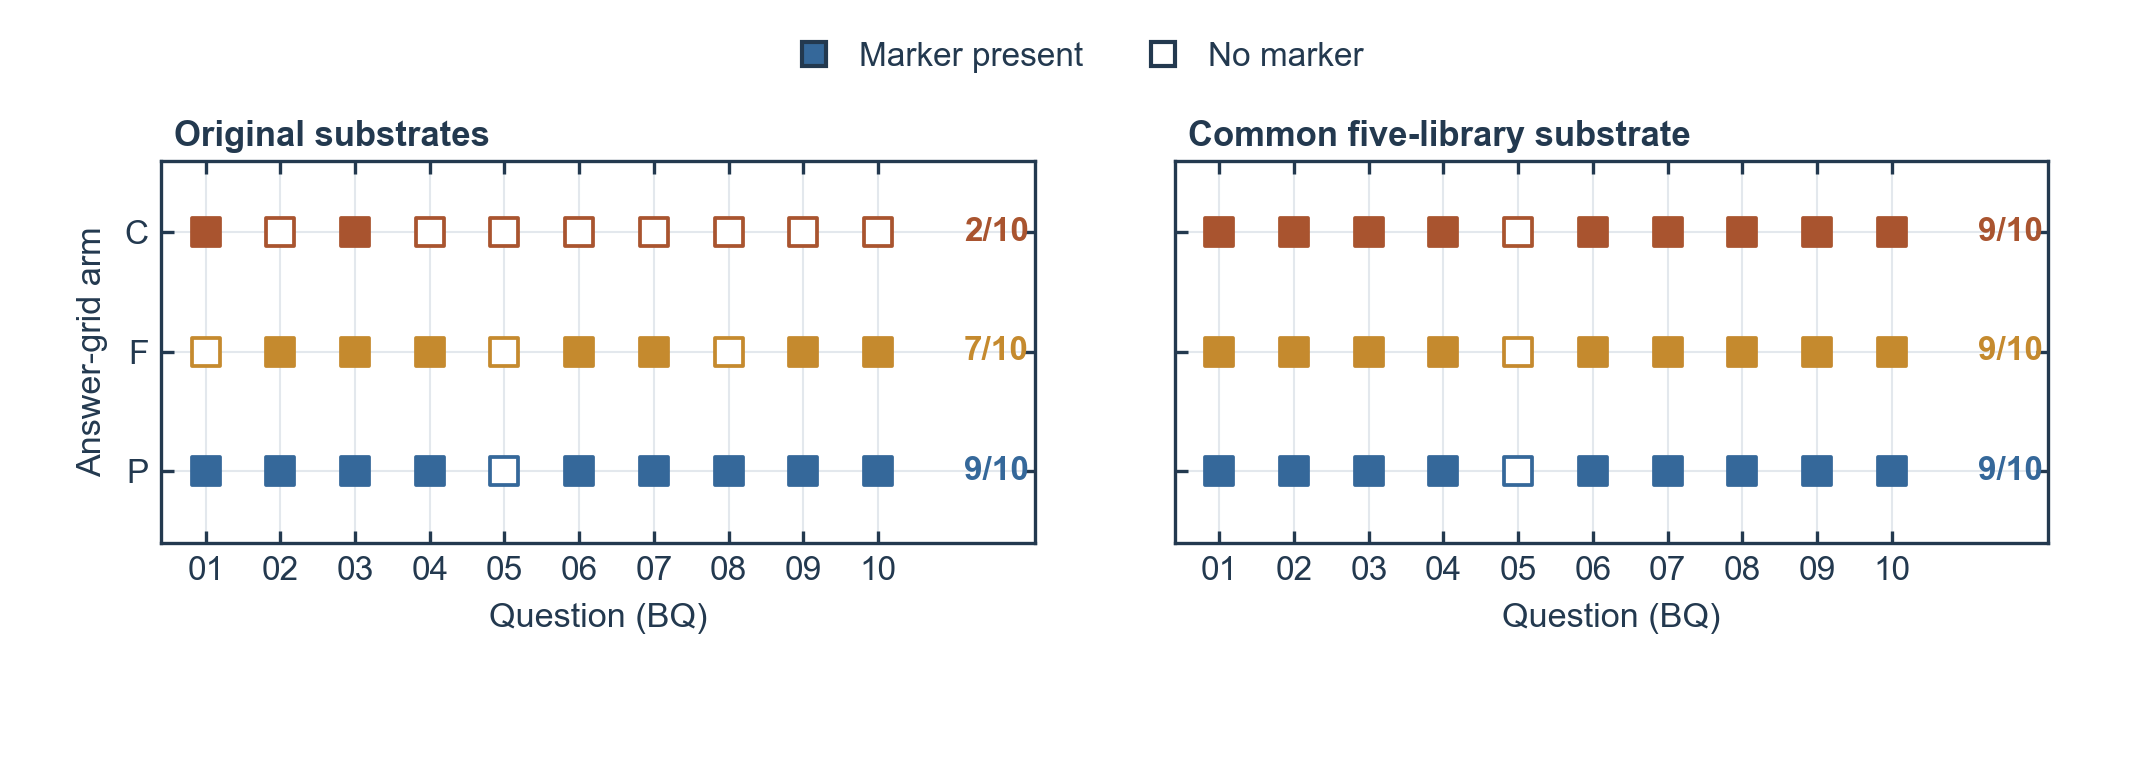 Marker present
No marker
Original substrates
Answer-grid arm
C
2/10
F
7/10
P
9/10
01 02 03 04 05 06 07 08 09 10
Question (BQ)
Common five-library substrate
9/10
9/10
9/10
01 02 03 04 05 06 07 08 09 10
Question (BQ)